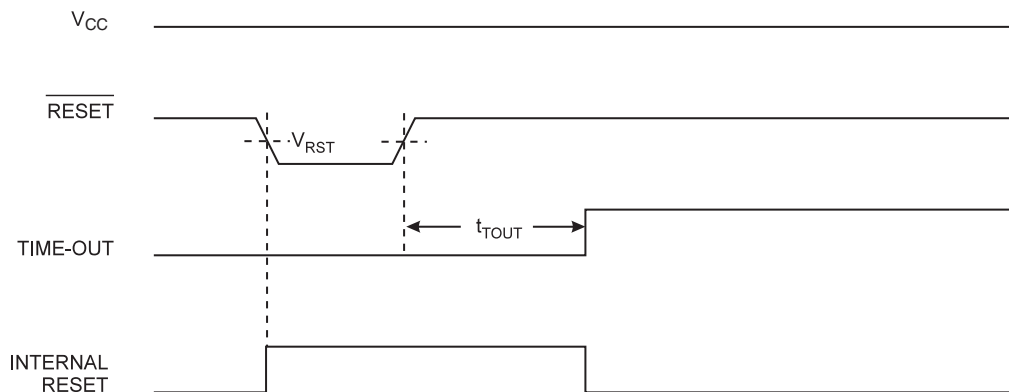 VCC
RESET
VRST
tTOUT
TIME-OUT
INTERNAL
RESET